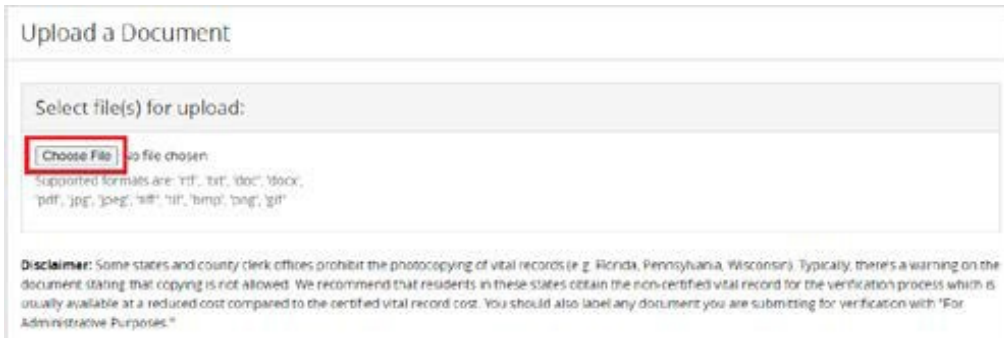 Upload a Document
Select file(s) for upload:
Choose File No file chosen
Supported formats are: 'rtf', 'txt', 'doc', 'docx',
'pdf', 'jpg', 'jpeg', 'tiff', 'tif', 'bmp', 'png', 'gif'
Disclaimer: Some states and county clerk offices prohibit the photocopying of vital records (e.g. Florida, Pennsylvania, Wisconsin). Typically, there's a warning on the
document stating that copying is not allowed. We recommend that residents in these states obtain the non-certified vital record for the verification process which is
usually available at a reduced cost compared to the certified vital record cost. You should also label any document you are submitting for verification with "For
Administrative Purposes."